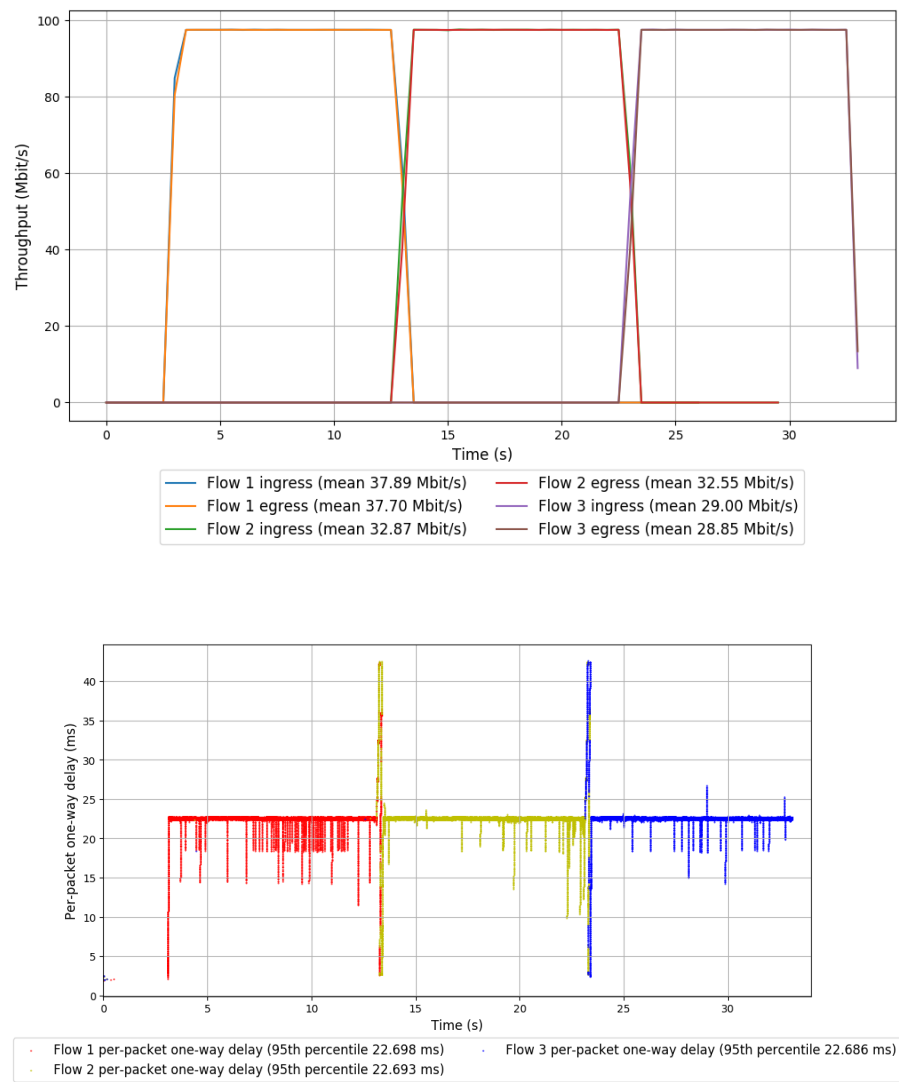 100
80
60
40
20
0
Throughput (Mbit/s)
0 5 10 15 20 25 30
Time (s)
Flow 1 ingress (mean 37.89 Mbit/s) Flow 2 egress (mean 32.55 Mbit/s)
Flow 1 egress (mean 37.70 Mbit/s) Flow 3 ingress (mean 29.00 Mbit/s)
Flow 2 ingress (mean 32.87 Mbit/s) Flow 3 egress (mean 28.85 Mbit/s)
40
35
30
25
20
15
10
5
0
Per-packet one-way delay (ms)
0 5 10 15 20 25 30
Time (s)
Flow 1 per-packet one-way delay (95th percentile 22.698 ms) Flow 3 per-packet one-way delay (95th percentile 22.686 ms)
Flow 2 per-packet one-way delay (95th percentile 22.693 ms)